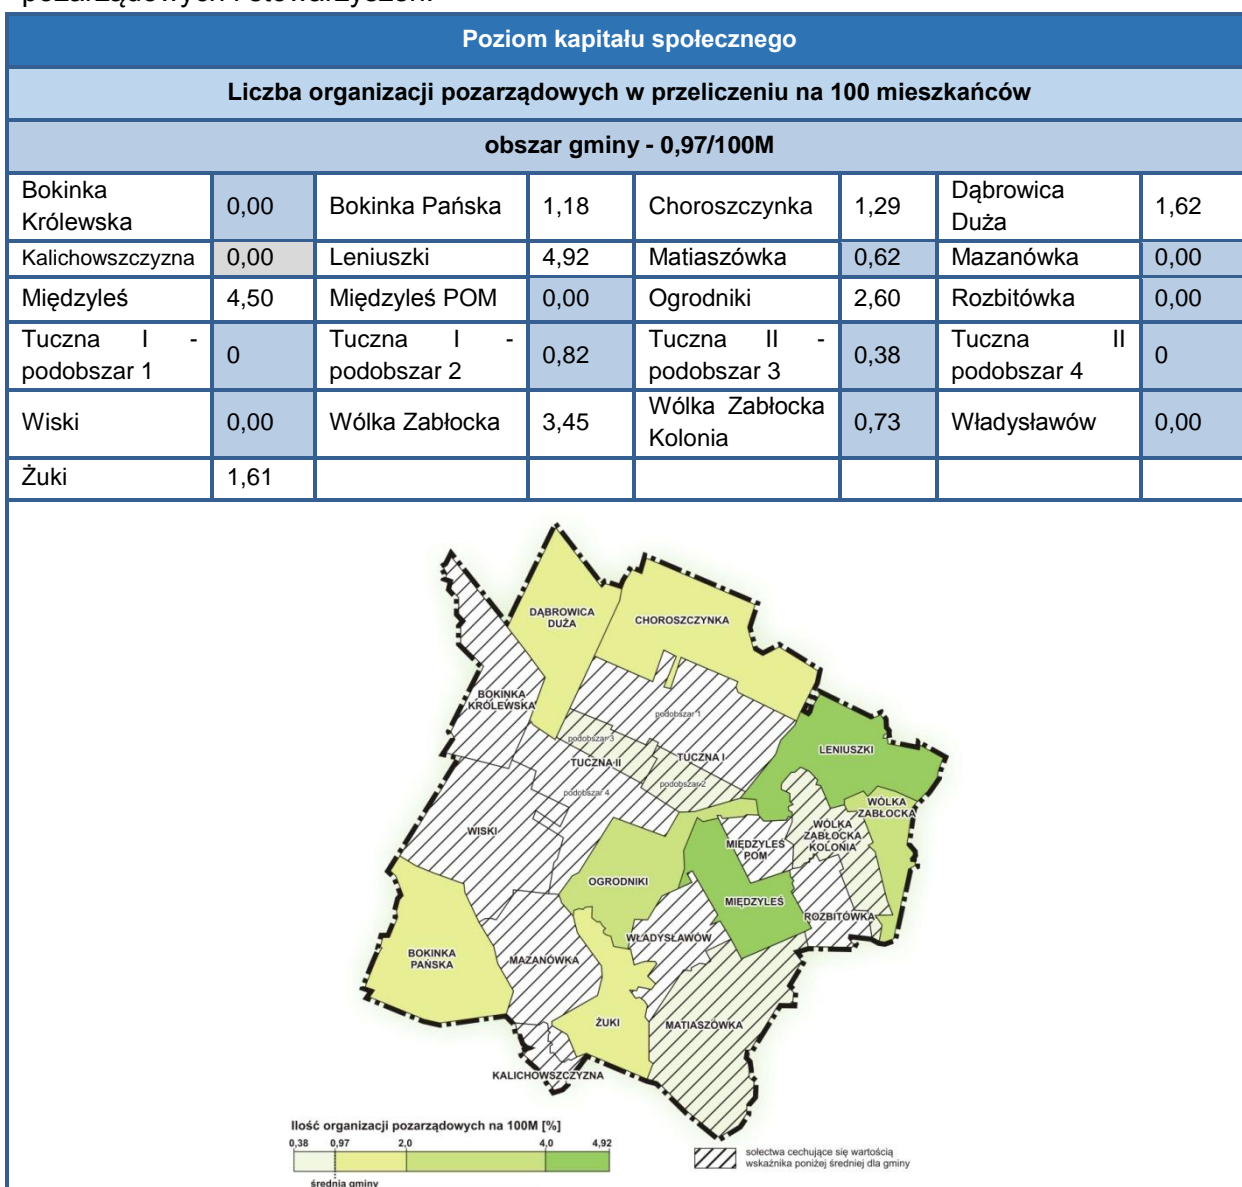 pozarządowych i stowarzyszeń.
Poziom kapitału społecznego
Liczba organizacji pozarządowych w przeliczeniu na 100 mieszkańców
obszar gminy - 0,97/100M
Bokinka Królewska 0,00 Bokinka Pańska 1,18 Choroszczynka 1,29 Dąbrowica Duża 1,62
Kalichowszczyzna 0,00 Leniuszki 4,92 Matiaszówka 0,62 Mazanówka 0,00
Międzyleś 4,50 Międzyleś POM 0,00 Ogrodniki 2,60 Rozbitówka 0,00
Tuczna I - podobszar 1 0 Tuczna I - podobszar 2 0,82 Tuczna II - podobszar 3 0,38 Tuczna II podobszar 4 0
Wiski 0,00 Wólka Zabłocka 3,45 Wólka Zabłocka Kolonia 0,73 Władysławów 0,00
Żuki 1,61
DĄBROWICA
DUŻA
CHOROSZCZYNKA
BOKINKA
KRÓLEWSKA
podobszar 1
podobszar 3
TUCZNA II
TUCZNA I
podobszar 2
podobszar 4
LENIUSZKI
WÓLKA
ZABŁOCKA
WÓLKA
ZABŁOCKA
KOLONIA
WISKI
MIĘDZYLEŚ
POM
OGRODNIKI
MIĘDZYLEŚ
ROZBITÓWKA
WŁADYSŁAWÓW
BOKINKA
PAŃSKA
MAZANÓWKA
ŻUKI
MATIASZÓWKA
KALICHOWSZCZYZNA
Ilość organizacji pozarządowych na 100M [%]
0,38 0,97 2,0 4,0 4,92
średnia gminy
sołectwa cechujące się wartością
wskaźnika poniżej średniej dla gminy